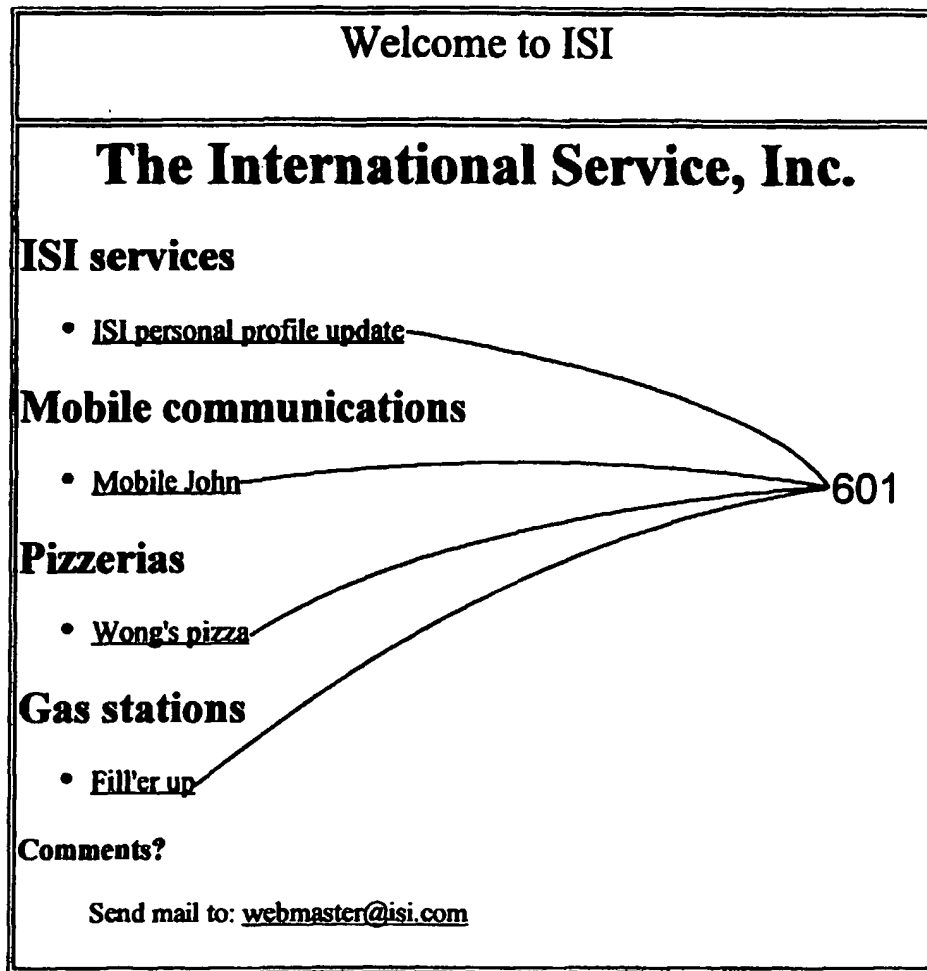 Welcome to ISI
The International Service, Inc.
ISI services
• ISI personal profile update
Mobile communications
• Mobile John
601
Pizzerias
• Wong's pizza
Gas stations
• Fill'er up
Comments?
Send mail to: webmaster@isi.com